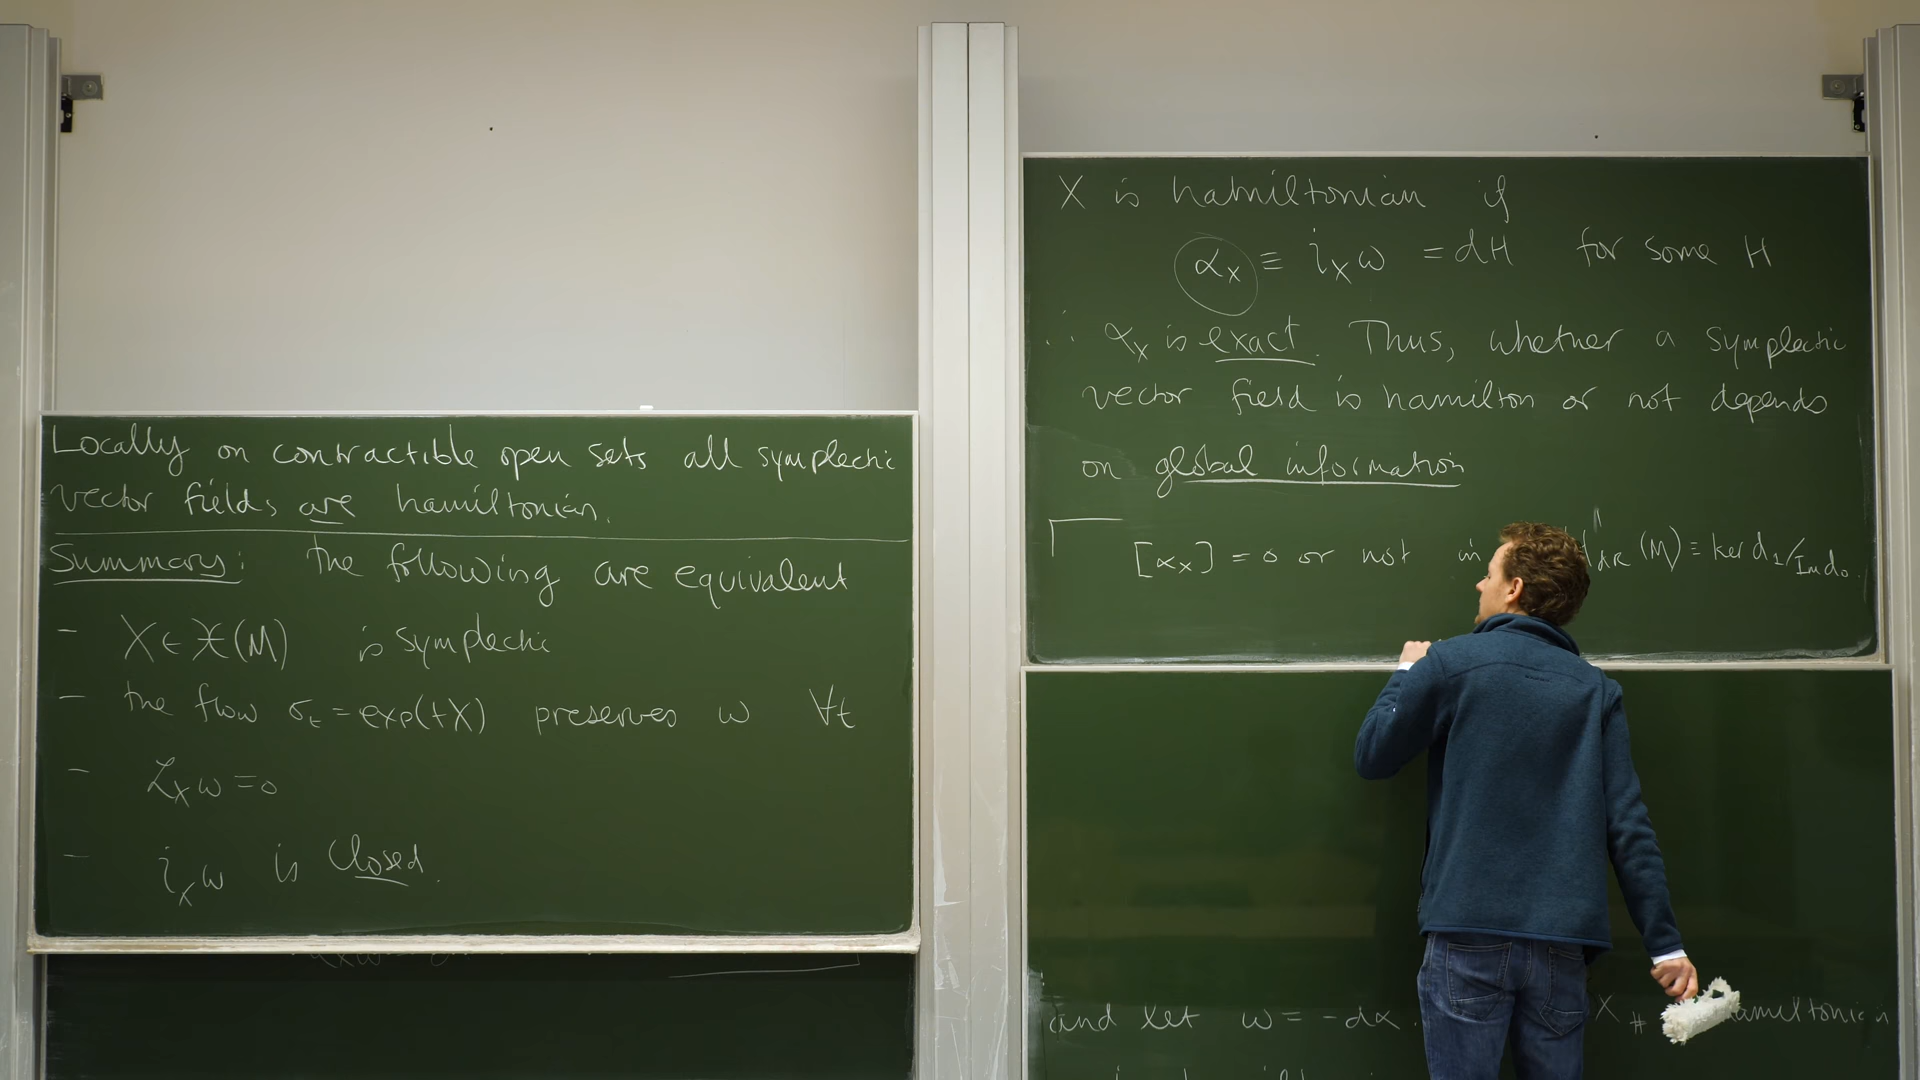 Locally on contractible open sets all symplectic
vector fields are hamiltonian.
Summary: the following are equivalent
- X ∈ 𝔛(M) is symplectic
- the flow σ_t = exp(tX) preserves ω ∀t
- ℒ_X ω = 0
- i_X ω is closed.
X is hamiltonian if
α_X ≡ i_X ω = dH for some H
∴ α_X is exact. Thus, whether a symplectic
vector field is hamilton or not depends
on global information
[α_X] = 0 or not in dR (M) ≡ ker d_1/Im d_0.
and let ω = -dα. X_# hamiltonian